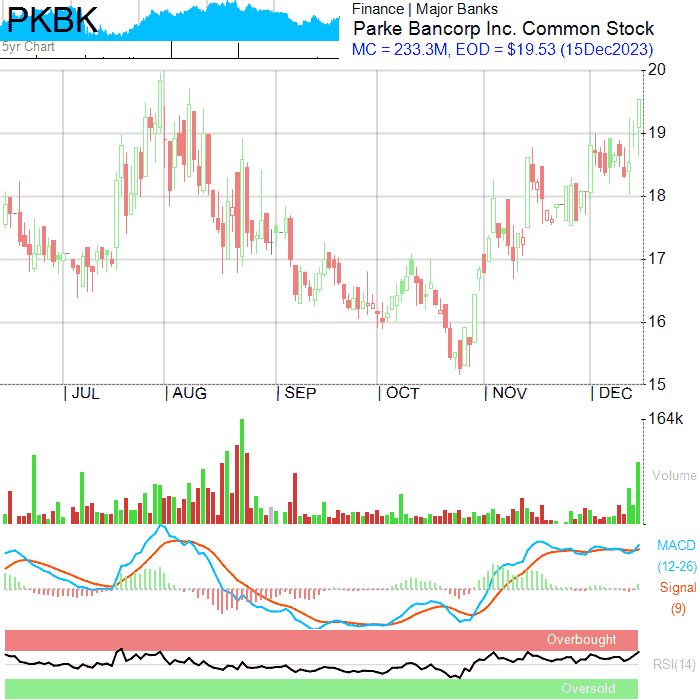 PKBK
5yr Chart
Finance | Major Banks
Parke Bancorp Inc. Common Stock
MC = 233.3M, EOD = $19.53 (15Dec2023)
20
19
18
17
16
15
JUL AUG SEP OCT NOV DEC
164k
Volume
MACD
(12-26)
Signal
(9)
Overbought
RSI(14)
Oversold